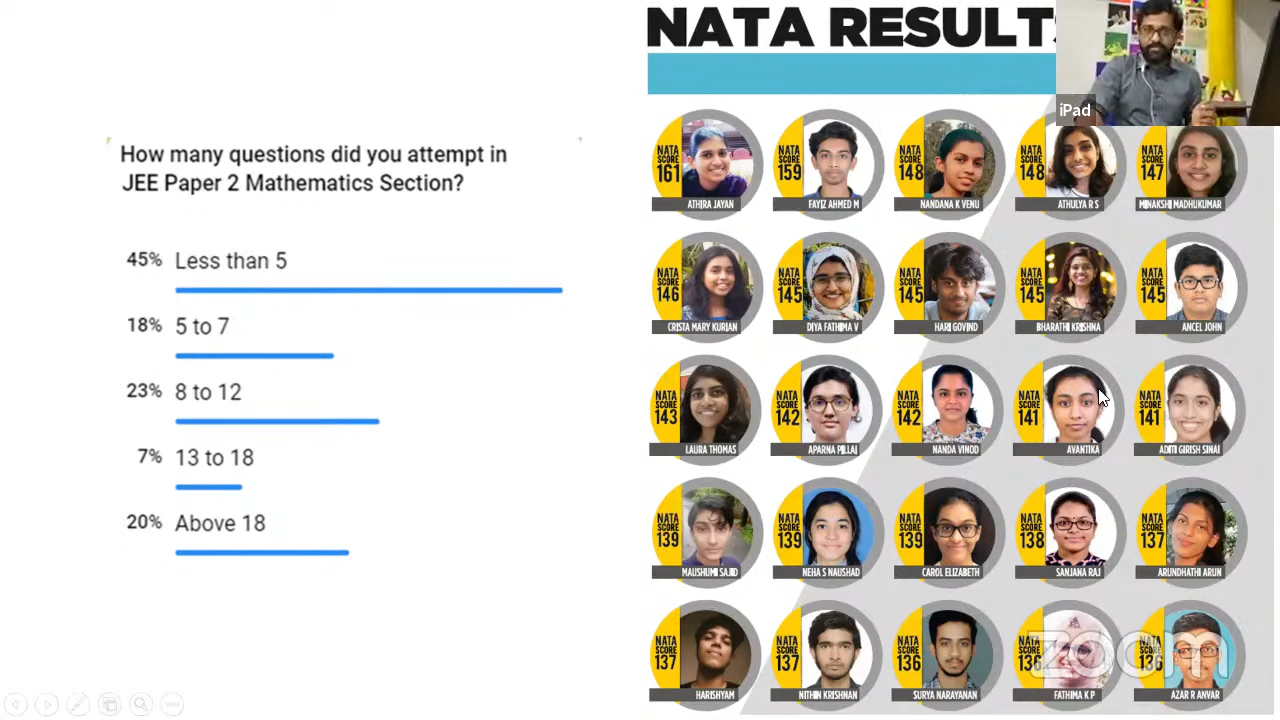 How many questions did you attempt in
JEE Paper 2 Mathematics Section?
45% Less than 5
18% 5 to 7
23% 8 to 12
7% 13 to 18
20% Above 18
NATA RESULTS
iPad
NATA SCORE 161 ATHIRA JAYAN
NATA SCORE 159 FAYIZ AHMED M
NATA SCORE 148 NANDANA K VENU
NATA SCORE 148 ATHULYA R S
NATA SCORE 147 MINAKSHI MADHUKUMAR
NATA SCORE 146 CRISTA MARY KURIAN
NATA SCORE 145 DIYA FATHIMA V
NATA SCORE 145 HARI GOVIND
NATA SCORE 145 BHARATHI KRISHNA
NATA SCORE 145 ANCEL JOHN
NATA SCORE 143 LAURA THOMAS
NATA SCORE 142 APARNA PILLAI
NATA SCORE 142 NANDA VINOD
NATA SCORE 141 AVANTIKA
NATA SCORE 141 ADITI GIRISH SINAI
NATA SCORE 139 MAUSHUMI SAJID
NATA SCORE 139 NEHA S NAUSHAD
NATA SCORE 139 CAROL ELIZABETH
NATA SCORE 138 SANJANA RAJ
NATA SCORE 137 ARUNDHATHI ARUN
NATA SCORE 137 HARISHYAM
NATA SCORE 137 NITHIN KRISHNAN
NATA SCORE 136 SURYA NARAYANAN
NATA SCORE 136 FATHIMA K P
NATA SCORE 136 AZAR R ANVAR
zoom